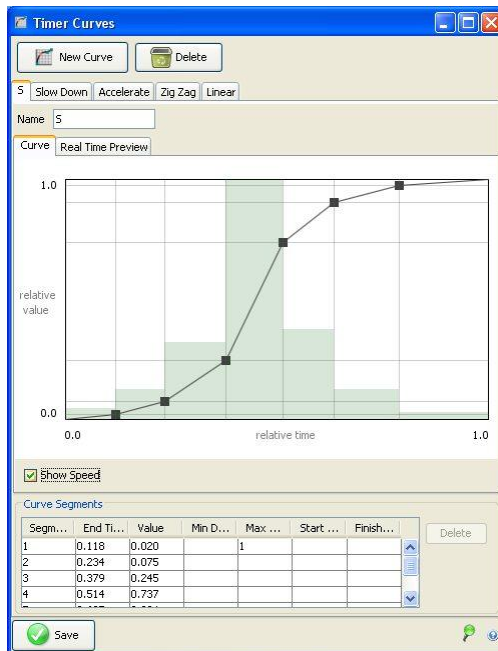 Timer Curves
New Curve Delete
S Slow Down Accelerate Zig Zag Linear
Name S
Curve Real Time Preview
1.0
relative
value
0.0
0.0 relative time 1.0
Show Speed
Curve Segments
Segm... End Ti... Value Min D... Max ... Start ... Finish...
Delete
1 0.118 0.020 1
2 0.234 0.075
3 0.379 0.245
4 0.514 0.737
Save